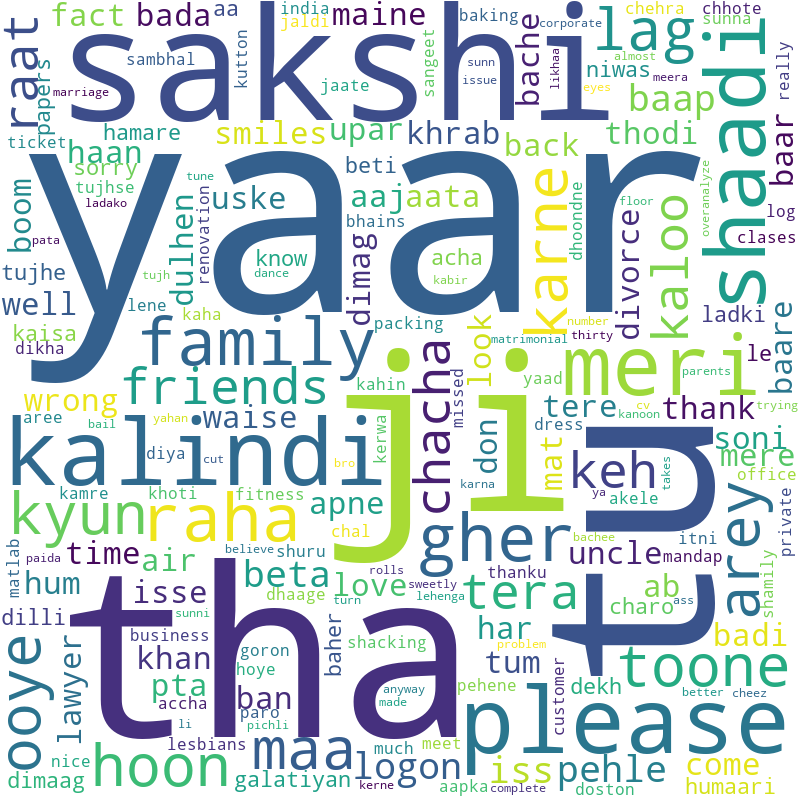 fact bada aa india jaldi maine baking corporate chehra chhote
raat papers sakshi kutton sangeet bache likhaa lag sunna really
sambhal jaate sunn issue niwas almost meera shaadi
marriage eyes baap baar
ticket hamare smiles upar khrab back thodi
haan sorry tujhse tune beti aaj aata karne kaloo overanalyze
boom ladako yaar uske dimag bhains dhoondne floor log
dulhen renovation acha divorce clases
pata tujhe tujh know dance kabir
well lene kaha packing number ladki
kaisa dikha family chacha look matrimonial thirty meri le baare
friends kahin missed yaad parents
wrong waise kerwa tere cv thank trying
aree yahan kalindi don dress kanoon soni
bail diya cut mat keh tu mere
kamre khoti fitness bro ji karna ya akele takes office
kyun raha apne chal gher bachee itni private arey
matlab paida time air believe shuru uncle mandap
hum isse beta love rolls sweetly thanku ab shamily
dilli dhaage turn lehenga tera charo ass
ooye lawyer business sunni tha goron shacking har problem badi
khan baher tum toone
pta accha hoye ban anyway pehene dekh customer
li paro made please better cheez
nice lesbians pichli maa much meet iss pehle come
dimaag hoon galatiyan logon kerne aapka complete doston humaari